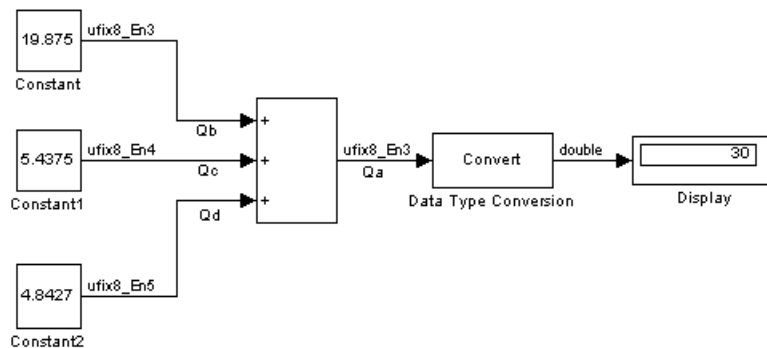 19.875
ufix8_En3
Constant
Qb
+
5.4375
ufix8_En4
Constant1
Qc
+
ufix8_En3
Qa
Convert
Data Type Conversion
double
30
Display
Qd
+
4.8427
ufix8_En5
Constant2